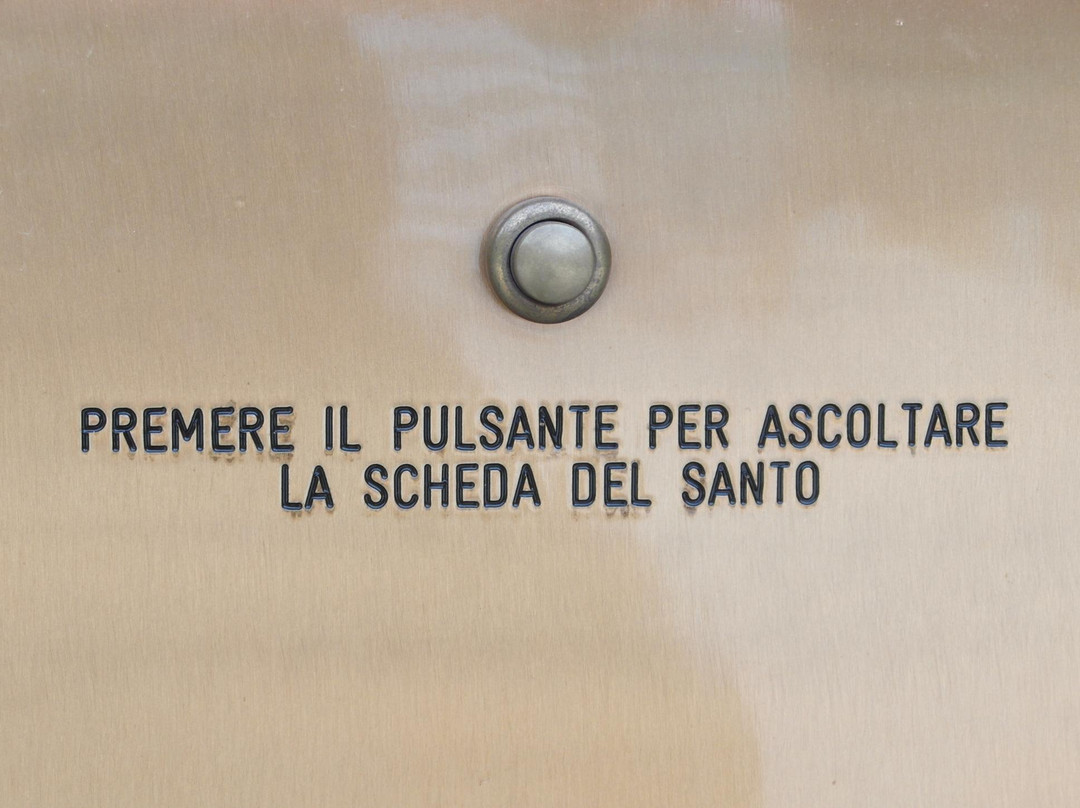 PREMERE IL PULSANTE PER ASCOLTARE
LA SCHEDA DEL SANTO